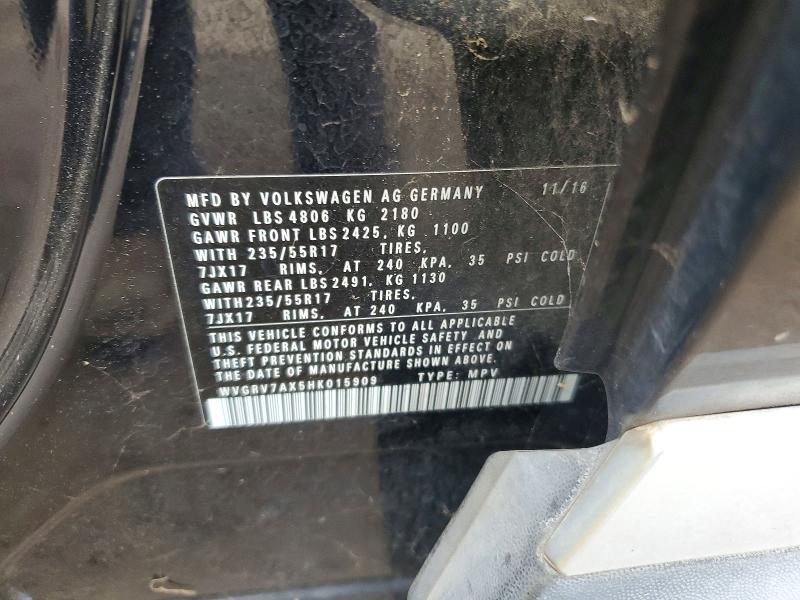 MFD BY VOLKSWAGEN AG GERMANY 11/16
GVWR LBS 4806 KG 2180
GAWR FRONT LBS 2425, KG 1100
WITH 235/55R17 TIRES,
7JX17 RIMS, AT 240 KPA, 35 PSI COLD
GAWR REAR LBS 2491, KG 1130
WITH 235/55R17 TIRES,
7JX17 RIMS, AT 240 KPA, 35 PSI COLD
THIS VEHICLE CONFORMS TO ALL APPLICABLE
U.S. FEDERAL MOTOR VEHICLE SAFETY AND
THEFT PREVENTION STANDARDS IN EFFECT ON
THE DATE OF MANUFACTURE SHOWN ABOVE.
WVGRV7AX5HK015909 TYPE: MPV